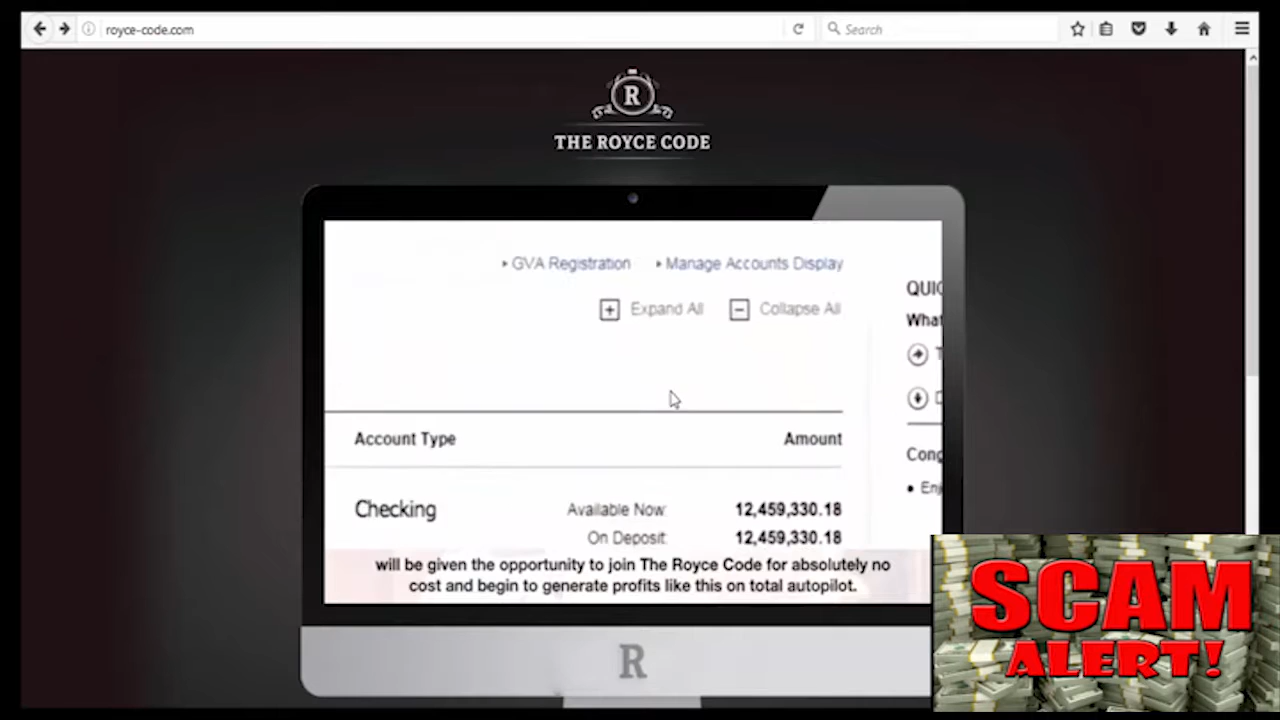 royce-code.com
Search
R
THE ROYCE CODE
GVA Registration
Manage Accounts Display
Expand All
Collapse All
What
Account Type
Amount
Checking
Available Now:
12,459,330.18
On Deposit:
12,459,330.18
will be given the opportunity to join The Royce Code for absolutely no
cost and begin to generate profits like this on total autopilot.
R
SCAM
ALERT!